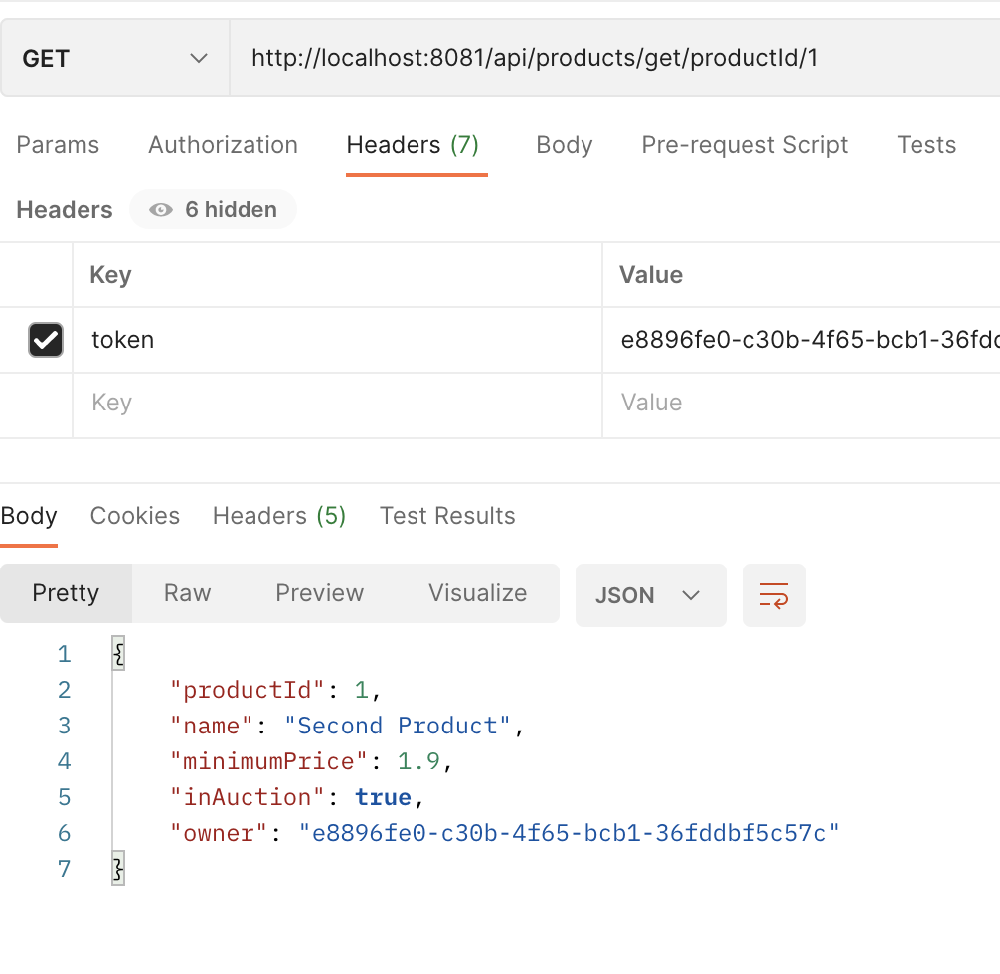 GET http://localhost:8081/api/products/get/productId/1
Params Authorization Headers (7) Body Pre-request Script Tests
Headers 6 hidden
Key Value
token e8896fe0-c30b-4f65-bcb1-36fdd
Key Value
Body Cookies Headers (5) Test Results
Pretty Raw Preview Visualize JSON
1 {
2 "productId": 1,
3 "name": "Second Product",
4 "minimumPrice": 1.9,
5 "inAuction": true,
6 "owner": "e8896fe0-c30b-4f65-bcb1-36fddbf5c57c"
7 }